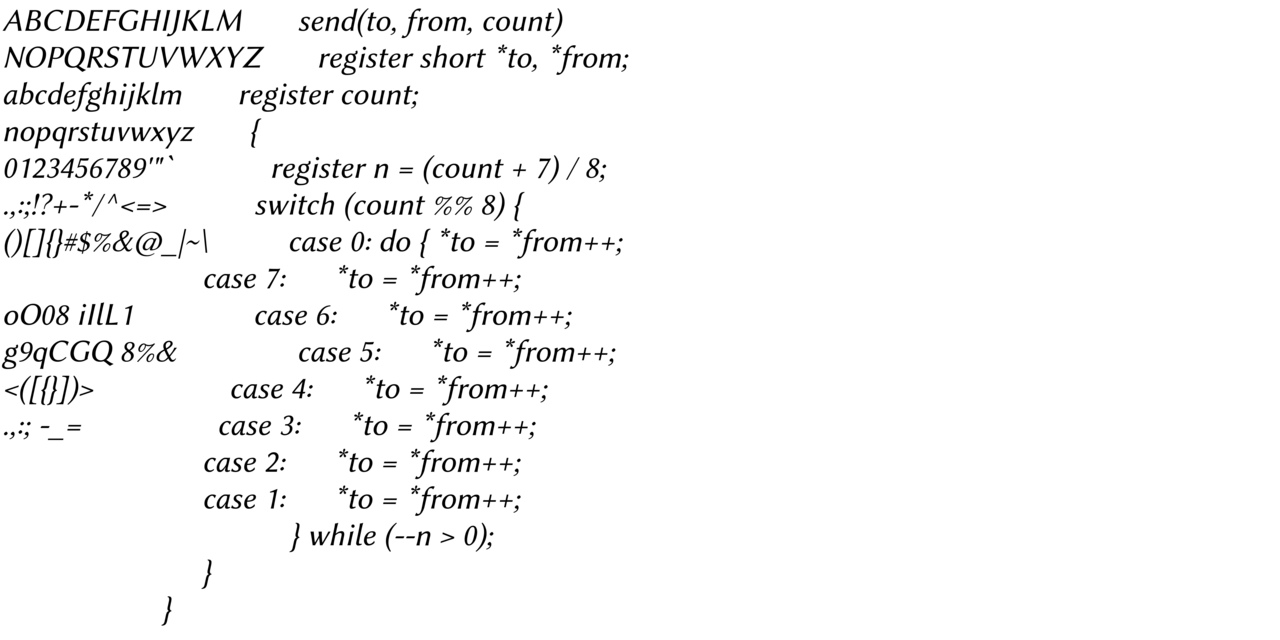 ABCDEFGHIJKLM send(to, from, count)
NOPQRSTUVWXYZ register short *to, *from;
abcdefghijklm register count;
nopqrstuvwxyz {
0123456789'"` register n = (count + 7) / 8;
.,:;!?+-*/^<=> switch (count %% 8) {
()[]{}#$%&@_|~\ case 0: do { *to = *from++;
case 7: *to = *from++;
oO08 iIlL1 case 6: *to = *from++;
g9qCGQ 8%& case 5: *to = *from++;
<([{}])> case 4: *to = *from++;
.,:; -_= case 3: *to = *from++;
case 2: *to = *from++;
case 1: *to = *from++;
} while (--n > 0);
}
}